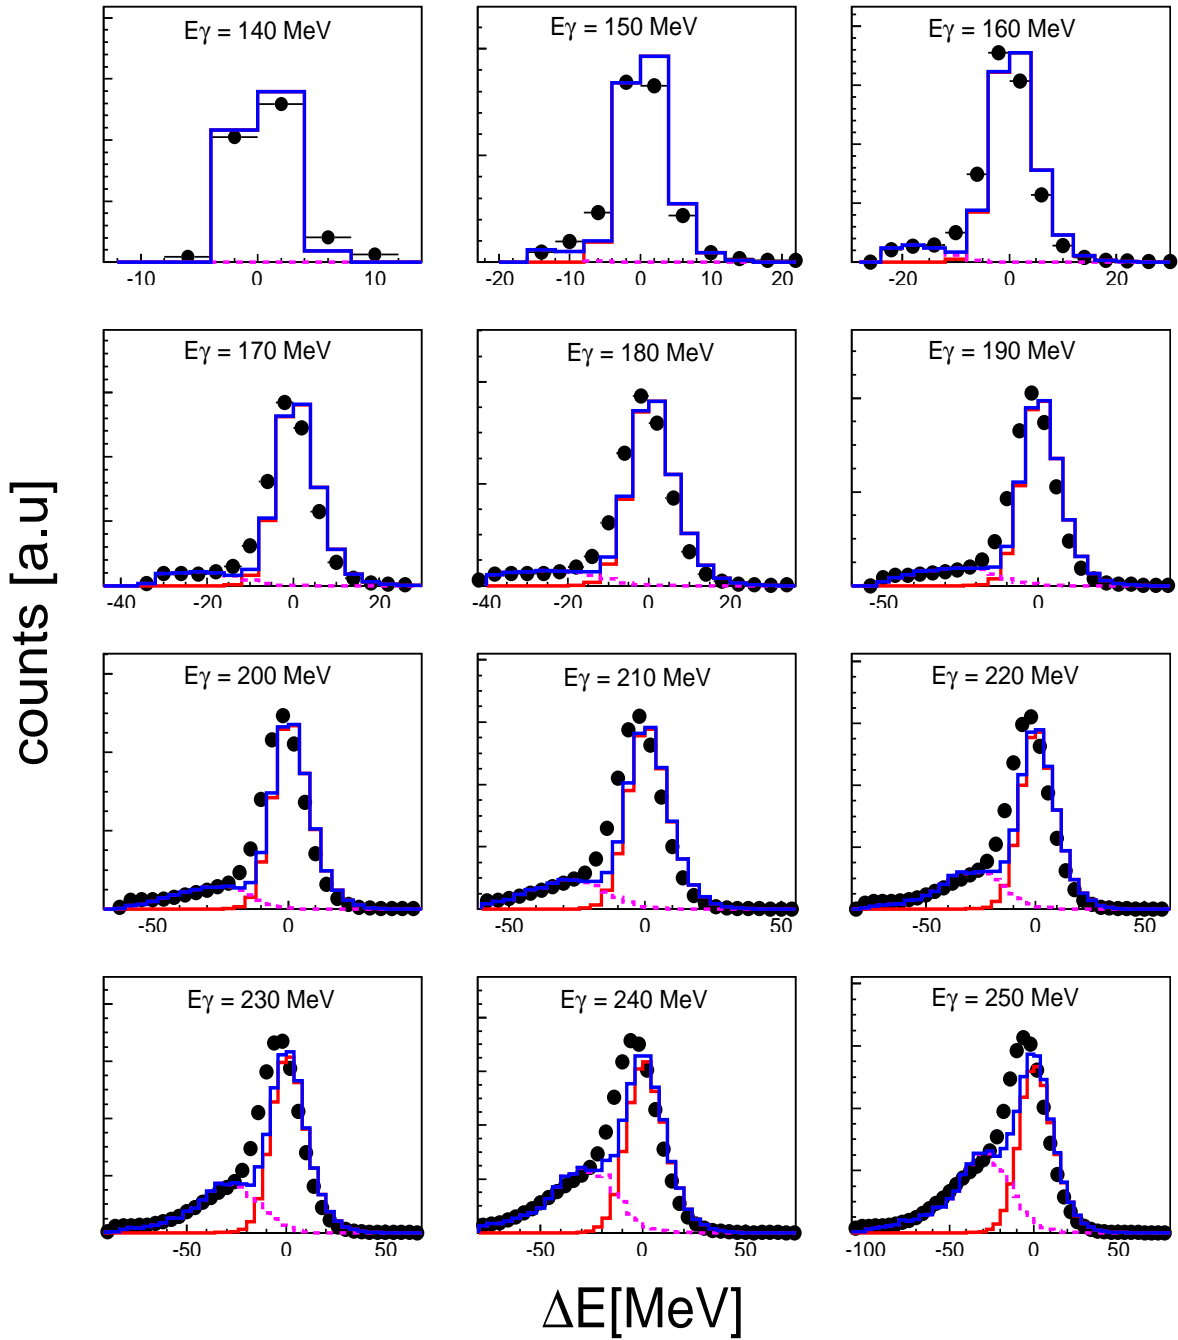 Eγ = 140 MeV
Eγ = 150 MeV
Eγ = 160 MeV
-10 0 10
-20 -10 0 10 20
-20 0 20
Eγ = 170 MeV
Eγ = 180 MeV
Eγ = 190 MeV
-40 -20 0 20
-40 -20 0 20
-50 0
counts [a.u]
Eγ = 200 MeV
Eγ = 210 MeV
Eγ = 220 MeV
-50 0
-50 0 50
-50 0 50
Eγ = 230 MeV
Eγ = 240 MeV
Eγ = 250 MeV
-50 0 50
-50 0 50
-100 -50 0 50
ΔE[MeV]